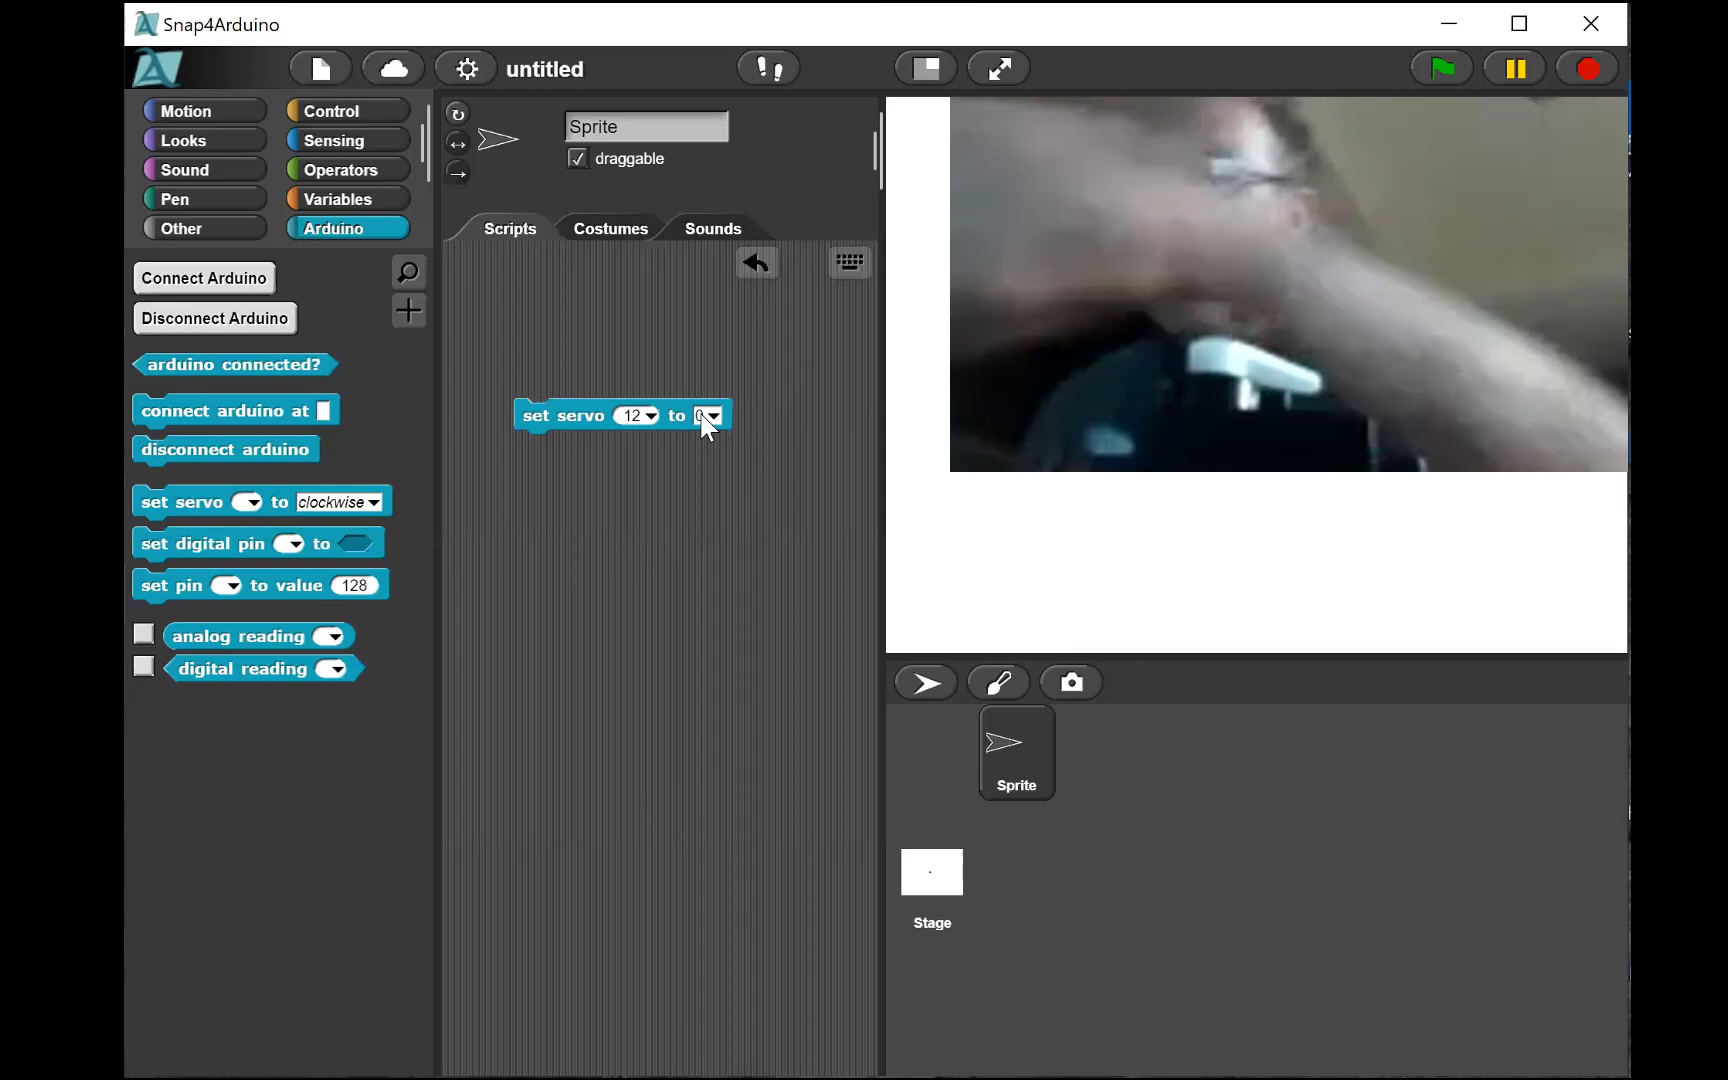 Snap4Arduino
untitled
Motion
Control
Looks
Sensing
Sound
Operators
Pen
Variables
Other
Arduino
Sprite
draggable
Scripts
Costumes
Sounds
Connect Arduino
Disconnect Arduino
arduino connected?
connect arduino at
disconnect arduino
set servo to clockwise
set digital pin to
set pin to value 128
analog reading
digital reading
set servo 12 to 0
Sprite
Stage